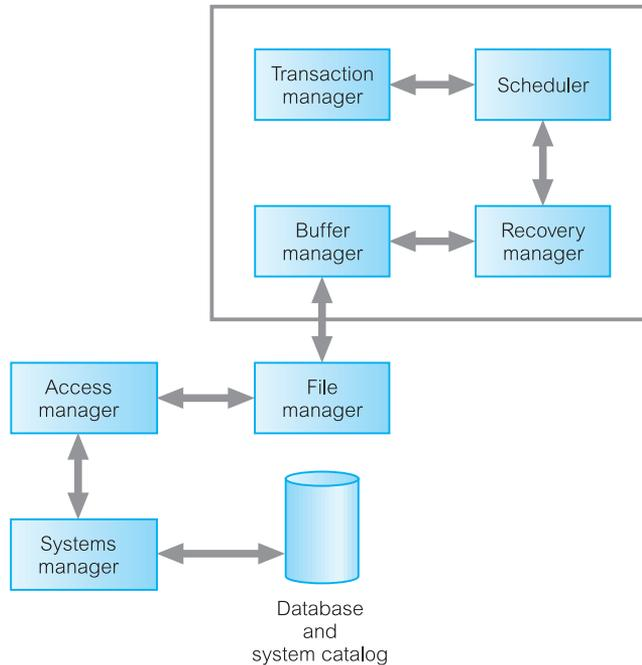 Transaction
manager
Scheduler
Buffer
manager
Recovery
manager
Access
manager
File
manager
Systems
manager
Database
and
system catalog